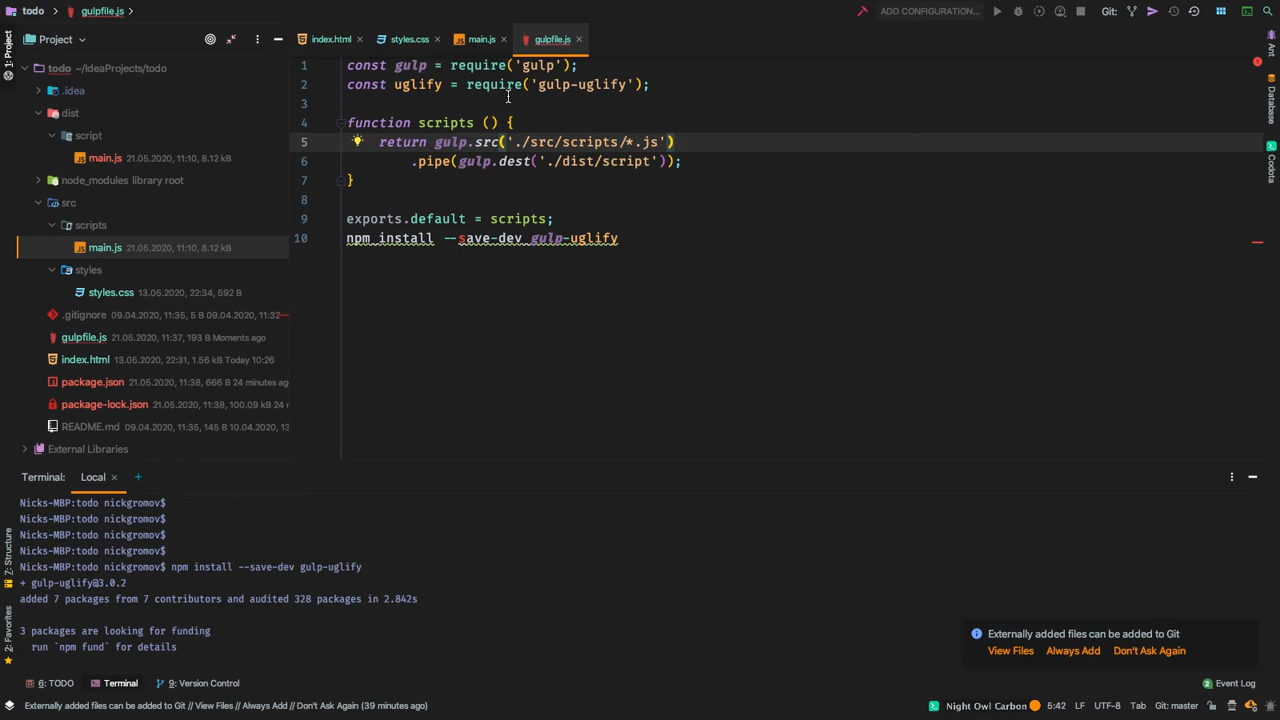 todo gulpfile.js ADD CONFIGURATION... Git:
Project index.html styles.css main.js gulpfile.js
1: Project
Ant
Codota
Z: Structure
2: Favorites
todo ~/IdeaProjects/todo
.idea
dist
script
main.js 21.05.2020, 11:10, 8.12 kB
node_modules library root
src
scripts
main.js 21.05.2020, 11:10, 8.12 kB
styles
styles.css 13.05.2020, 22:34, 592 B
.gitignore 09.04.2020, 11:35, 5 B 09.04.2020, 11:32
gulpfile.js 21.05.2020, 11:37, 193 B Moments ago
index.html 13.05.2020, 22:31, 1.56 kB Today 10:26
package.json 21.05.2020, 11:38, 666 B 24 minutes ag
package-lock.json 21.05.2020, 11:38, 100.09 kB 24 r
README.md 09.04.2020, 11:35, 145 B 10.04.2020, 13
External Libraries
1 const gulp = require('gulp');
2 const uglify = require('gulp-uglify');
3
4 function scripts () {
5 return gulp.src('./src/scripts/*.js')
6 .pipe(gulp.dest('./dist/script'));
7 }
8
9 exports.default = scripts;
10 npm install --save-dev gulp-uglify
Terminal: Local
Nicks-MBP:todo nickgromov$
Nicks-MBP:todo nickgromov$
Nicks-MBP:todo nickgromov$
Nicks-MBP:todo nickgromov$
Nicks-MBP:todo nickgromov$ npm install --save-dev gulp-uglify
+ gulp-uglify@3.0.2
added 7 packages from 7 contributors and audited 328 packages in 2.842s
3 packages are looking for funding
run `npm fund` for details
Externally added files can be added to Git
View Files Always Add Don't Ask Again
6: TODO Terminal 9: Version Control 2 Event Log
Externally added files can be added to Git // View Files // Always Add // Don't Ask Again (39 minutes ago) Night Owl Carbon 5:42 LF UTF-8 Tab Git: master